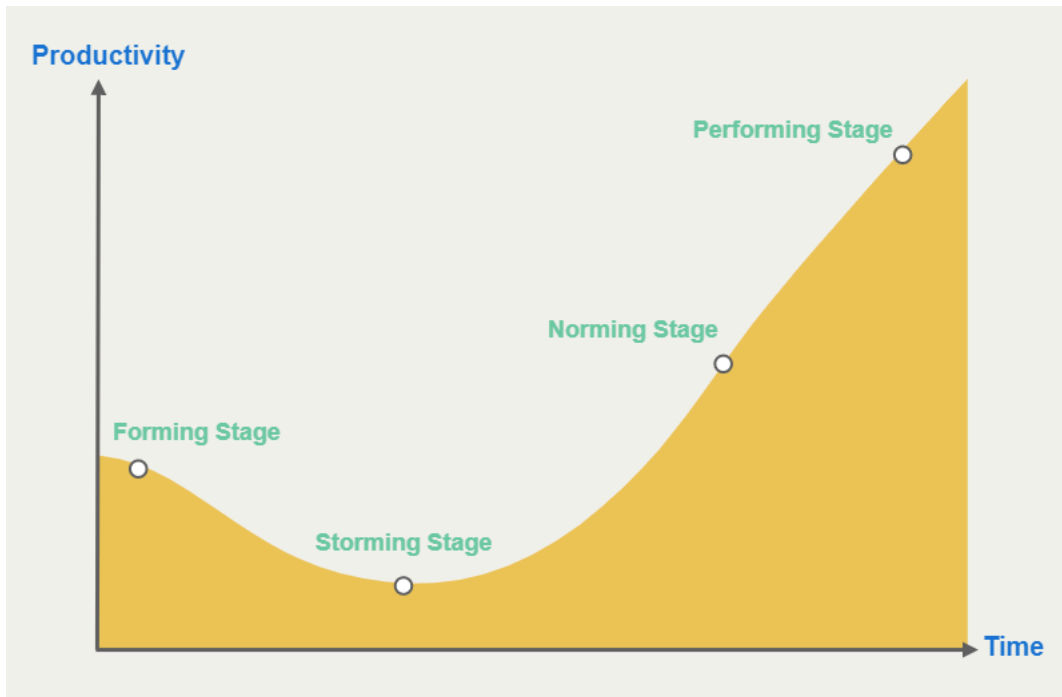 Productivity
Performing Stage
Norming Stage
Forming Stage
Storming Stage
Time